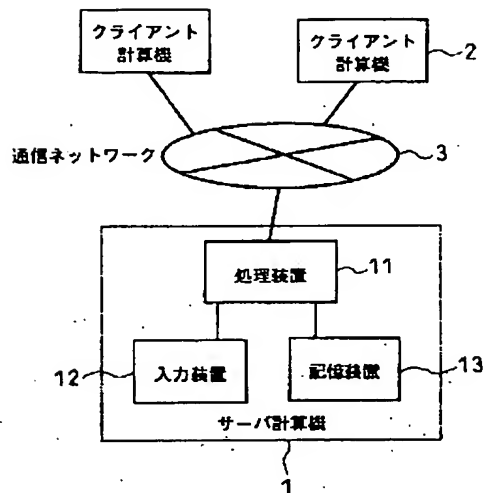 クライアント
計算機
クライアント
計算機
2
通信ネットワーク
3
処理装置
11
12
入力装置
記憶装置
13
サーバ計算機
1